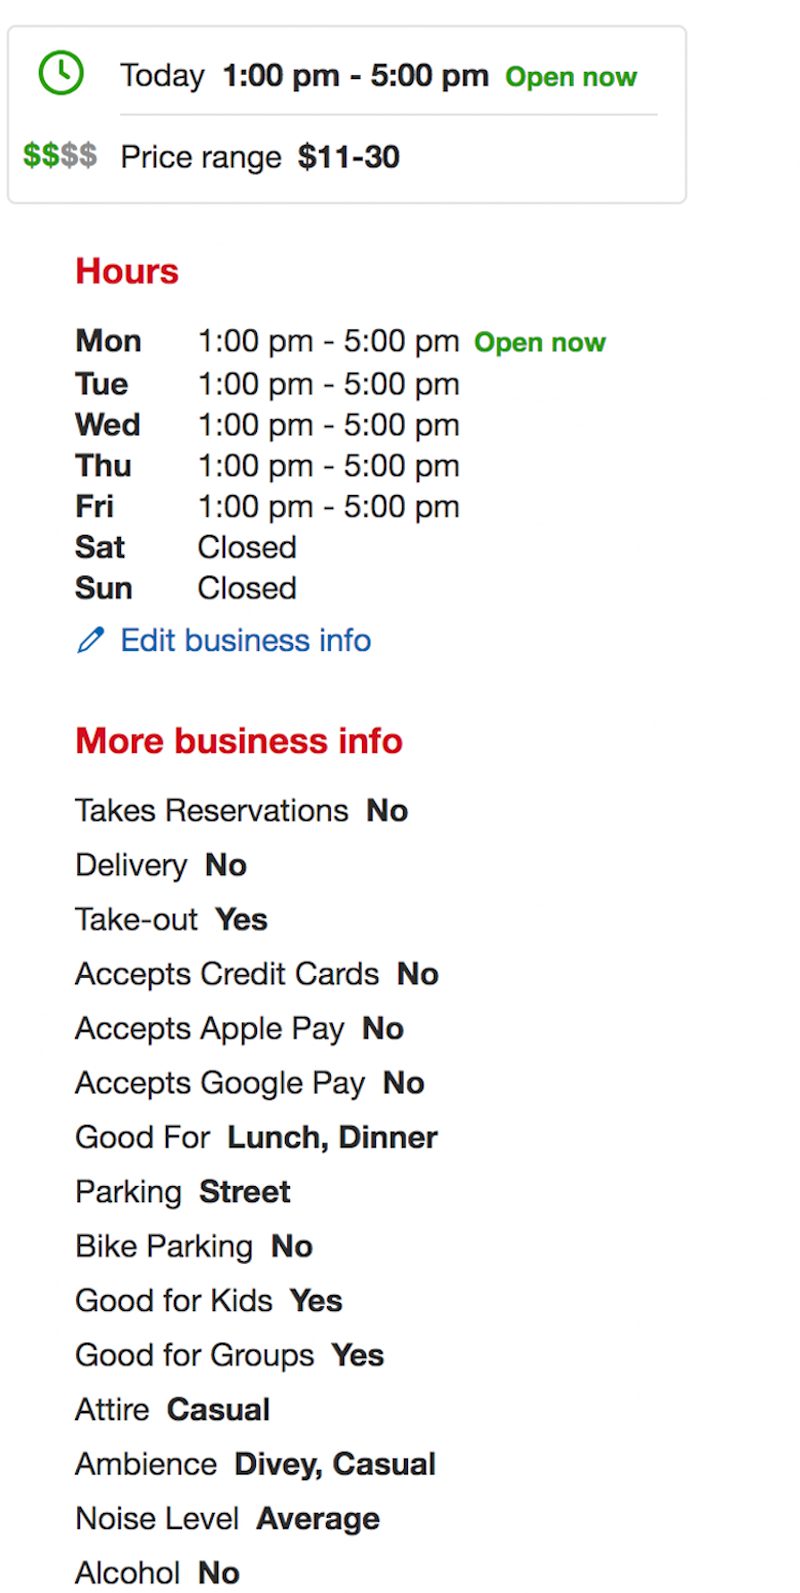 Today 1:00 pm - 5:00 pm Open now
$$$$ Price range $11-30
Hours
Mon 1:00 pm - 5:00 pm Open now
Tue 1:00 pm - 5:00 pm
Wed 1:00 pm - 5:00 pm
Thu 1:00 pm - 5:00 pm
Fri 1:00 pm - 5:00 pm
Sat Closed
Sun Closed
Edit business info
More business info
Takes Reservations No
Delivery No
Take-out Yes
Accepts Credit Cards No
Accepts Apple Pay No
Accepts Google Pay No
Good For Lunch, Dinner
Parking Street
Bike Parking No
Good for Kids Yes
Good for Groups Yes
Attire Casual
Ambience Divey, Casual
Noise Level Average
Alcohol No